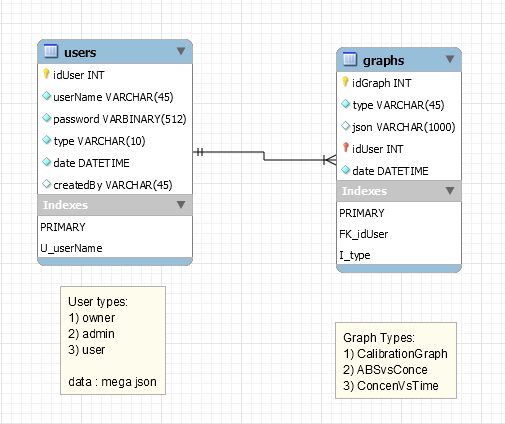 users
idUser INT
userName VARCHAR(45)
password VARBINARY(512)
type VARCHAR(10)
date DATETIME
createdBy VARCHAR(45)
Indexes
PRIMARY
U_userName
graphs
idGraph INT
type VARCHAR(45)
json VARCHAR(1000)
idUser INT
date DATETIME
Indexes
PRIMARY
FK_idUser
I_type
User types:
1) owner
2) admin
3) user
data : mega json
Graph Types:
1) CalibrationGraph
2) ABSvsConce
3) ConcenVsTime